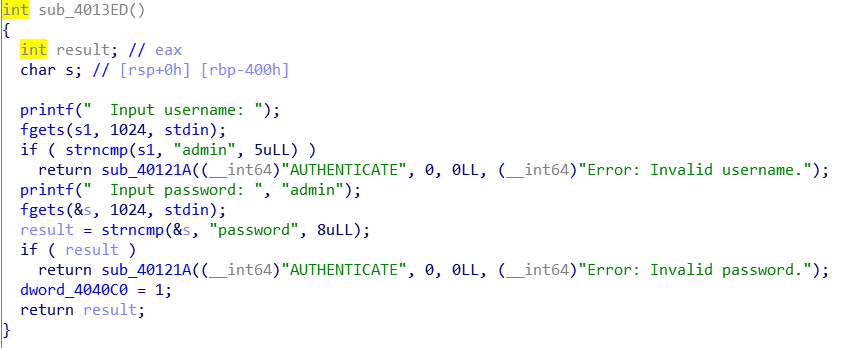 int sub_4013ED()
{
int result; // eax
char s; // [rsp+0h] [rbp-400h]
printf("  Input username: ");
fgets(s1, 1024, stdin);
if ( strncmp(s1, "admin", 5uLL) )
return sub_40121A((__int64)"AUTHENTICATE", 0, 0LL, (__int64)"Error: Invalid username.");
printf("  Input password: ", "admin");
fgets(&s, 1024, stdin);
result = strncmp(&s, "password", 8uLL);
if ( result )
return sub_40121A((__int64)"AUTHENTICATE", 0, 0LL, (__int64)"Error: Invalid password.");
dword_4040C0 = 1;
return result;
}